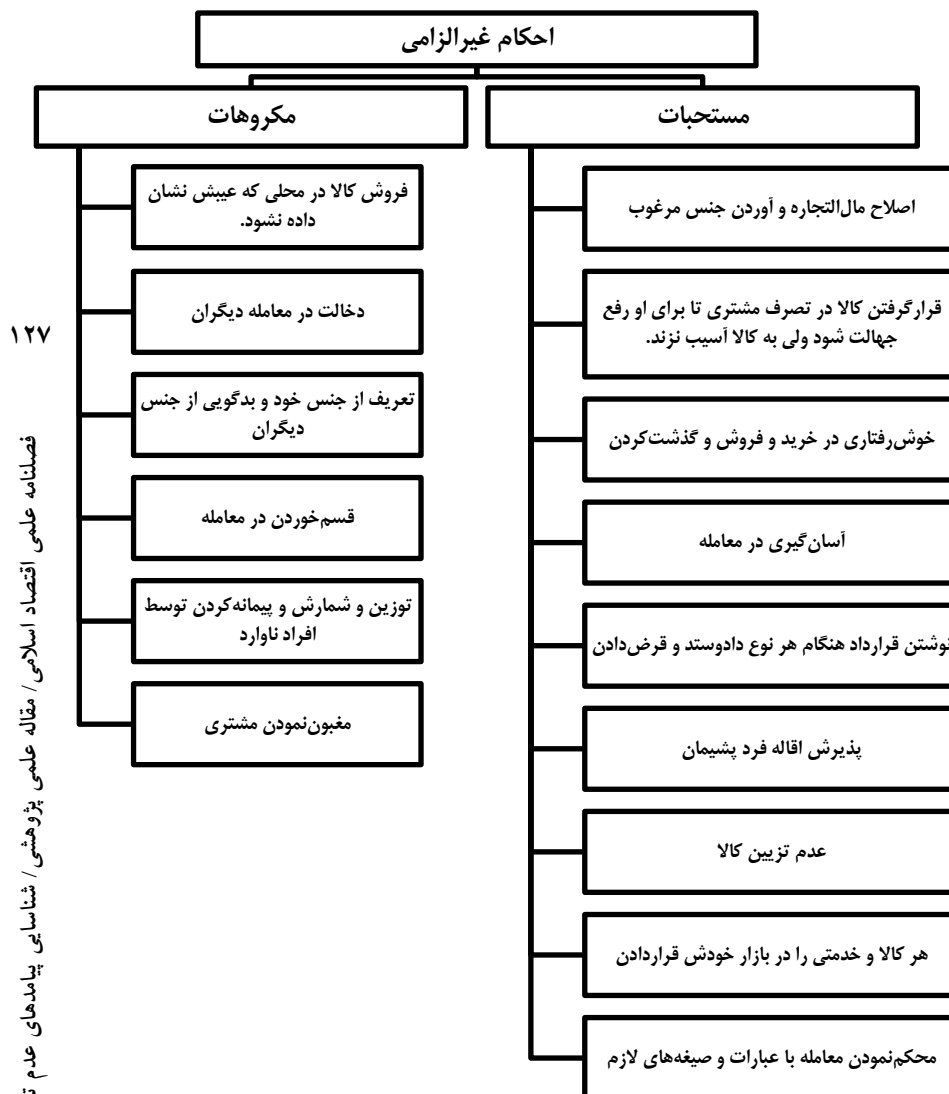 احکام غیرالزامی
مستحبات
اصلاح مال‌التجاره و آوردن جنس مرغوب
قرارگرفتن کالا در تصرف مشتری تا برای او رفع
جهالت شود ولی به کالا آسیب نزند.
خوش‌رفتاری در خرید و فروش و گذشت‌کردن
آسان‌گیری در معامله
نوشتن قرارداد هنگام هر نوع دادوستد و قرض‌دادن
پذیرش اقاله فرد پشیمان
عدم تزیین کالا
هر کالا و خدمتی را در بازار خودش قراردادن
محکم‌نمودن معامله با عبارات و صیغه‌های لازم
مکروهات
فروش کالا در محلی که عیبش نشان
داده نشود.
دخالت در معامله دیگران
تعریف از جنس خود و بدگویی از جنس
دیگران
قسم‌خوردن در معامله
توزین و شمارش و پیمانه‌کردن توسط
افراد ناوارد
مغبون‌نمودن مشتری
۱۲۷
فصلنامه علمی اقتصاد اسلامی/ مقاله علمی پژوهشی/ شناسایی پیامدهای عدم